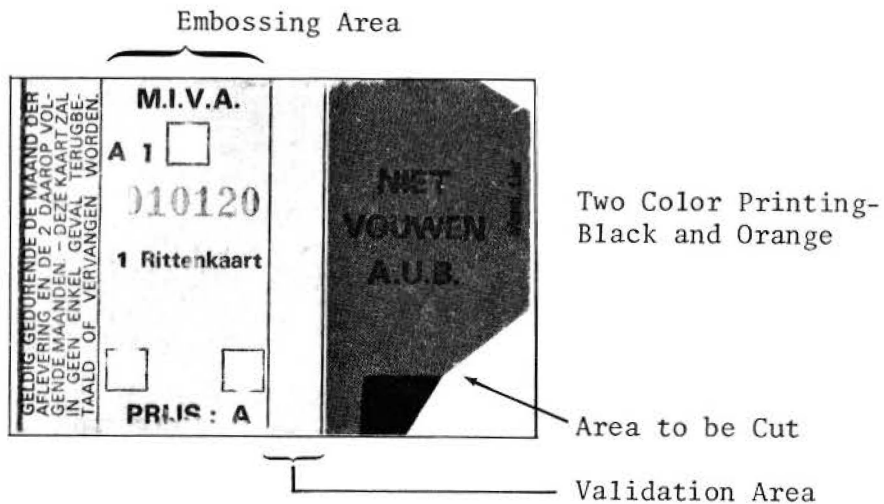 Embossing Area
GELDIG GEDURENDE DE MAAND DER
AFLEVERING EN DE 2 DAAROP VOL-
GENDE MAANDEN. – DEZE KAART ZAL
IN GEEN ENKEL GEVAL TERUGBE-
TAALD OF VERVANGEN WORDEN.
M.I.V.A.
A 1
010120
1 Rittenkaart
PRIJS : A
NIET
VOUWEN
A.U.B.
Two Color Printing-
Black and Orange
Area to be Cut
Validation Area